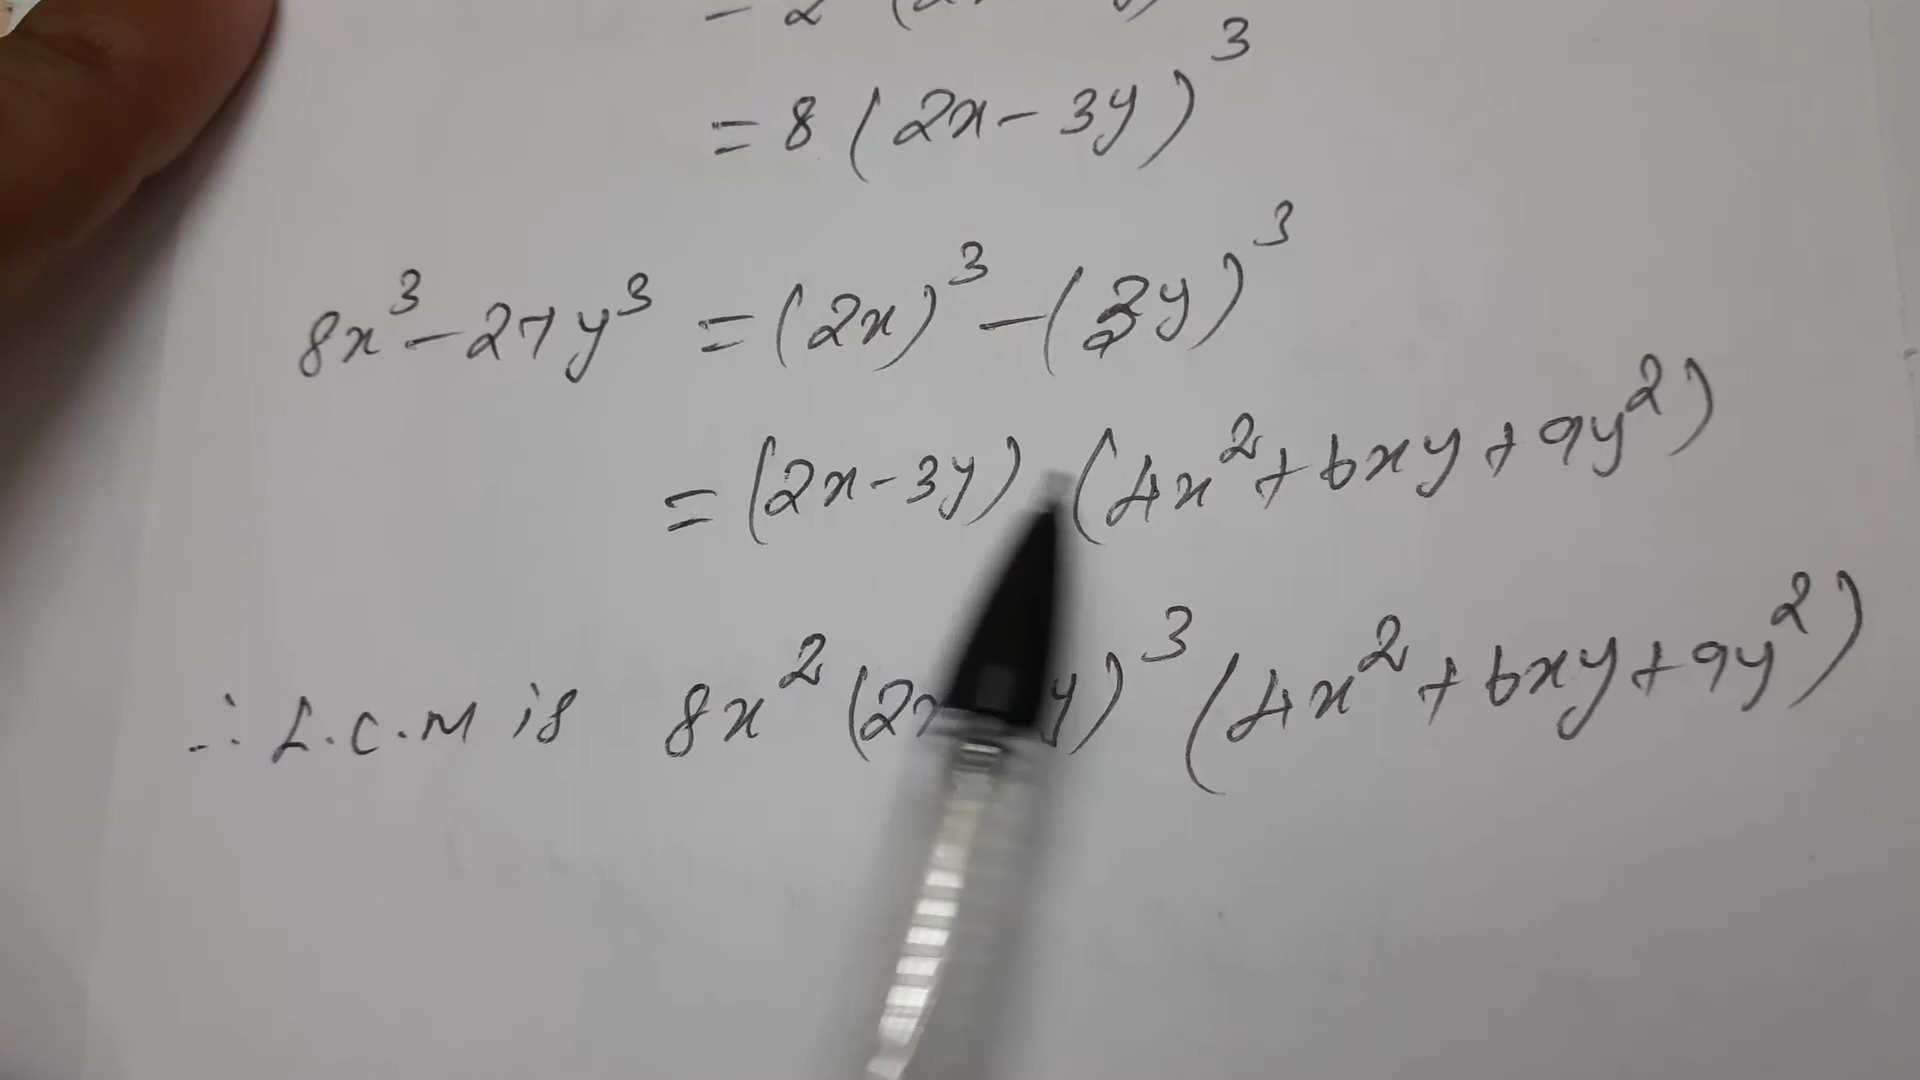 = 8 (2x - 3y)³
8x³ - 27y³ = (2x)³ - (3y)³
= (2x - 3y) (4x² + 6xy + 9y²)
∴ L.C.M is 8x² (2x y)³ (4x² + 6xy + 9y²)